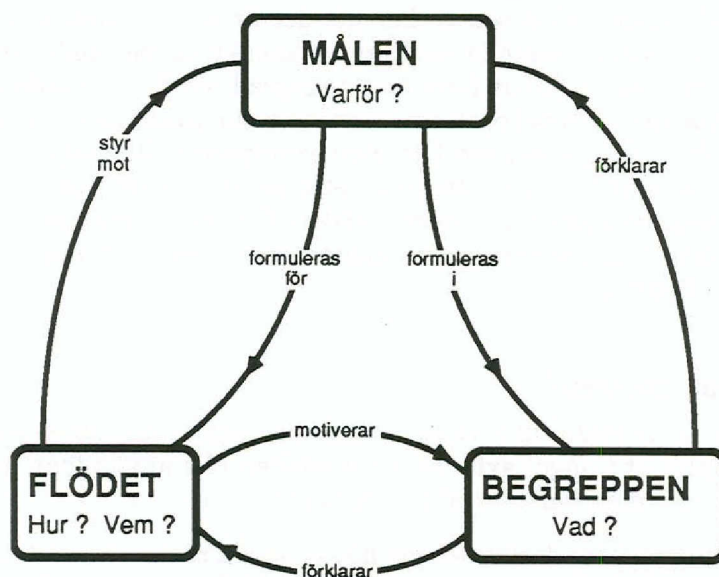 MÅLEN
Varför ?
styr
mot
förklarar
formuleras
för
formuleras
i
motiverar
FLÖDET
Hur ? Vem ?
BEGREPPEN
Vad ?
förklarar